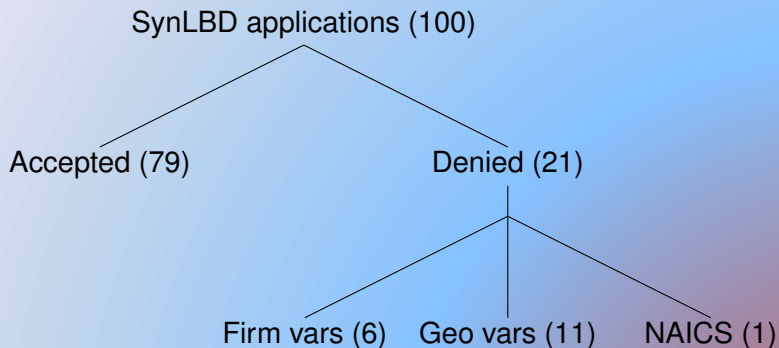 SynLBD applications (100)
Accepted (79) Denied (21)
Firm vars (6) Geo vars (11) NAICS (1)